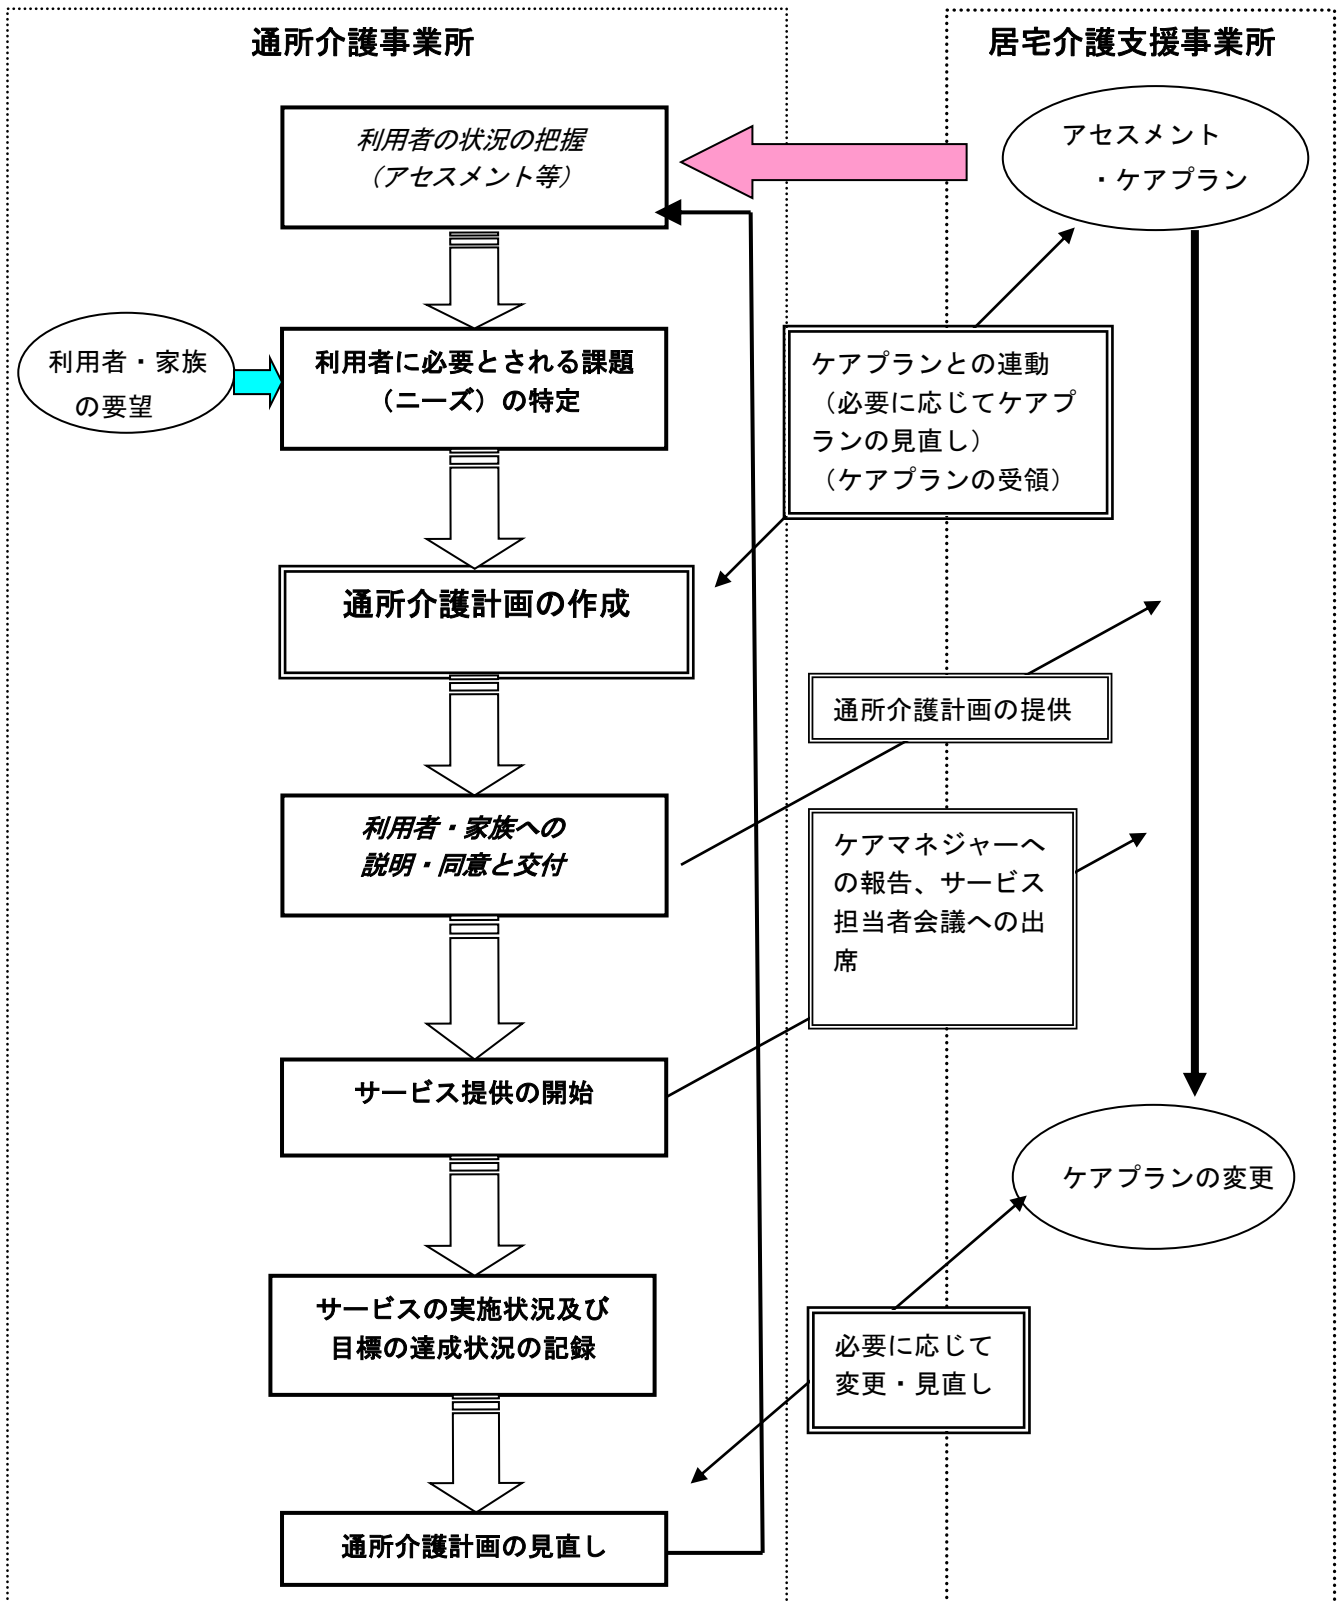 通所介護事業所
居宅介護支援事業所
利用者の状況の把握
（アセスメント等）
アセスメント
・ケアプラン
利用者・家族
の要望
利用者に必要とされる課題
（ニーズ）の特定
ケアプランとの連動
（必要に応じてケアプ
ランの見直し）
（ケアプランの受領）
通所介護計画の作成
通所介護計画の提供
利用者・家族への
説明・同意と交付
ケアマネジャーへ
の報告、サービス
担当者会議への出
席
サービス提供の開始
ケアプランの変更
サービスの実施状況及び
目標の達成状況の記録
必要に応じて
変更・見直し
通所介護計画の見直し